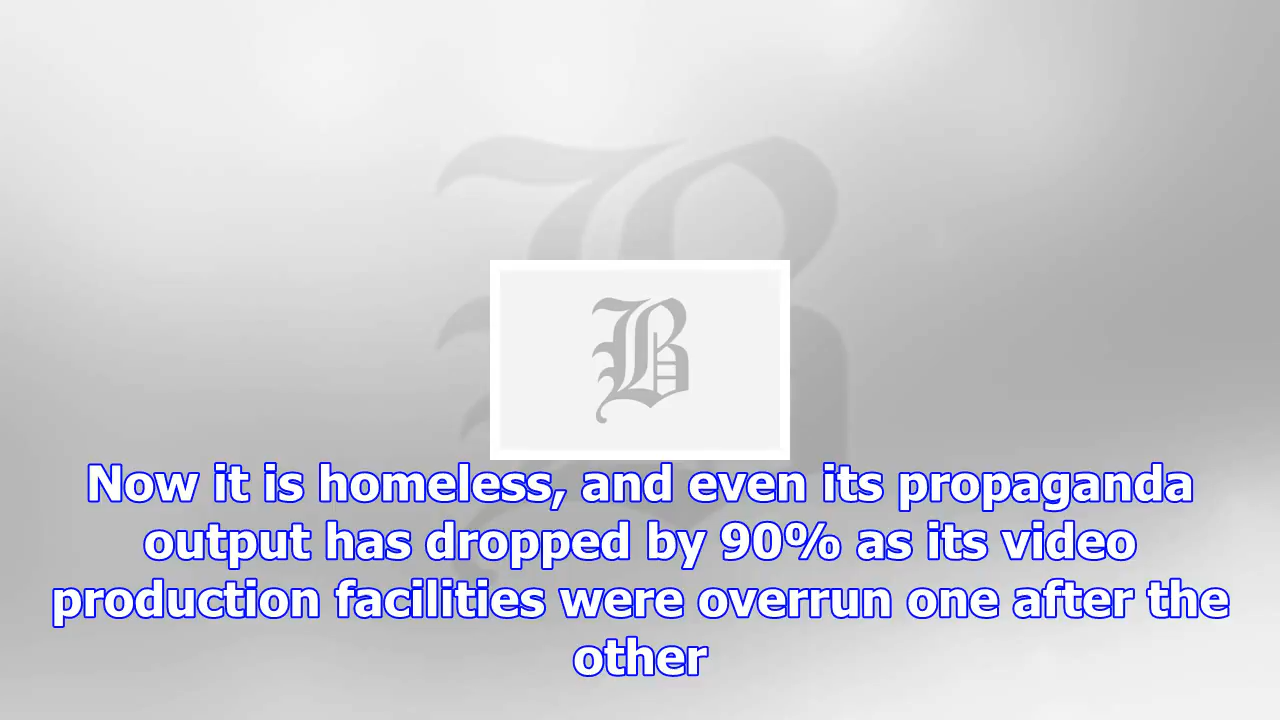 B
Now it is homeless, and even its propaganda
output has dropped by 90% as its video
production facilities were overrun one after the
other